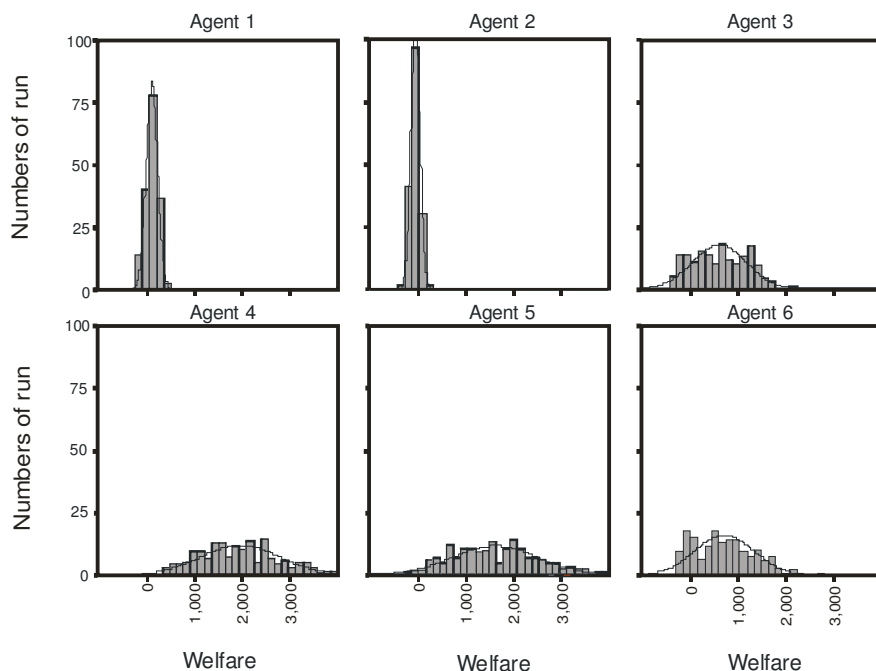 Agent 1 Agent 2 Agent 3
Numbers of run
100
75
50
25
0
Agent 4 Agent 5 Agent 6
Numbers of run
100
75
50
25
0
0 1,000 2,000 3,000 0 1,000 2,000 3,000 0 1,000 2,000 3,000
Welfare Welfare Welfare